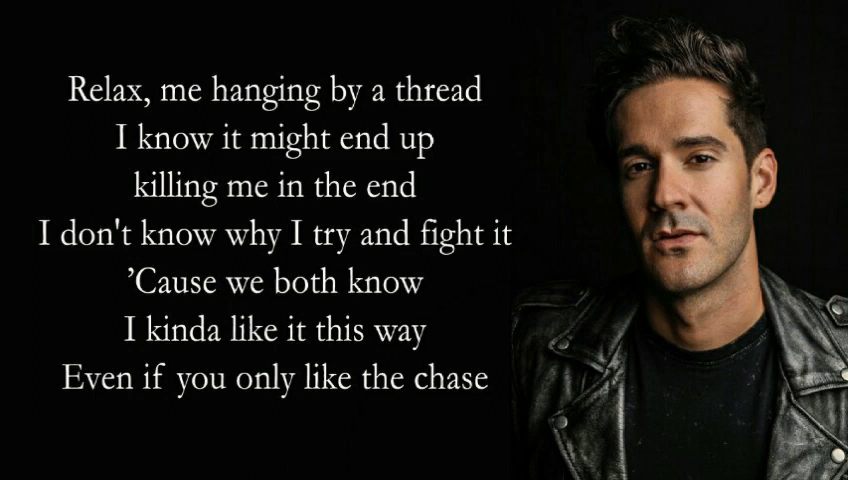 Relax, me hanging by a thread
I know it might end up
killing me in the end
I don't know why I try and fight it
’Cause we both know
I kinda like it this way
Even if you only like the chase